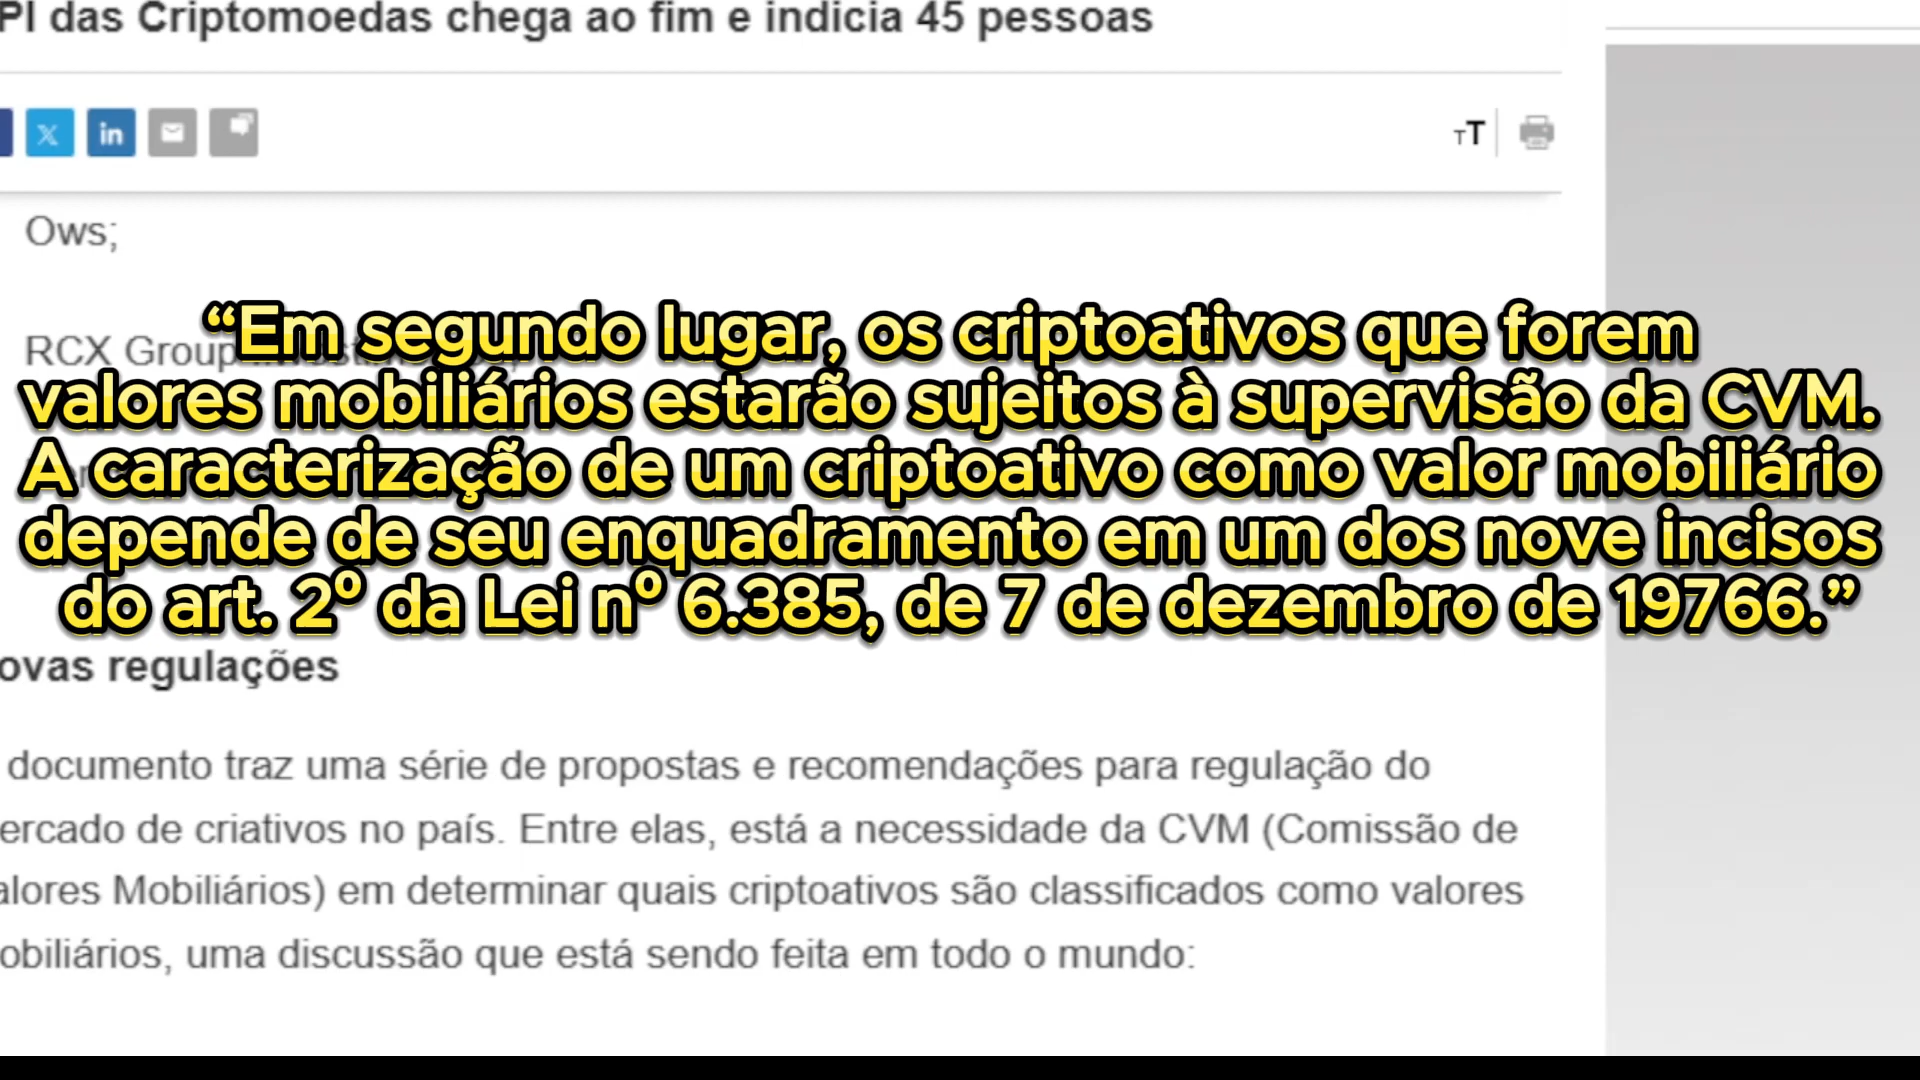 PI das Criptomoedas chega ao fim e indicia 45 pessoas
in
TT
Ows;
RCX Group
“Em segundo lugar, os criptoativos que forem
valores mobiliários estarão sujeitos à supervisão da CVM.
A caracterização de um criptoativo como valor mobiliário
depende de seu enquadramento em um dos nove incisos
do art. 2º da Lei nº 6.385, de 7 de dezembro de 19766.”
ovas regulações
documento traz uma série de propostas e recomendações para regulação do
ercado de criativos no país. Entre elas, está a necessidade da CVM (Comissão de
alores Mobiliários) em determinar quais criptoativos são classificados como valores
obiliários, uma discussão que está sendo feita em todo o mundo: